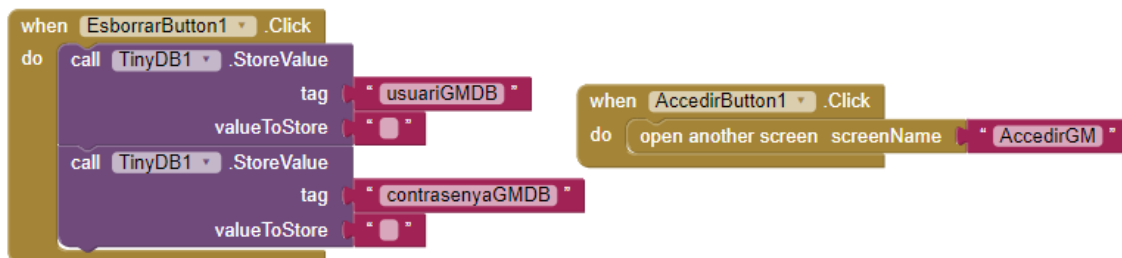 when EsborrarButton1 .Click
do call TinyDB1 .StoreValue
tag " usuariGMDB "
valueToStore " "
call TinyDB1 .StoreValue
tag " contrasenyaGMDB "
valueToStore " "
when AccedirButton1 .Click
do open another screen screenName " AccedirGM "